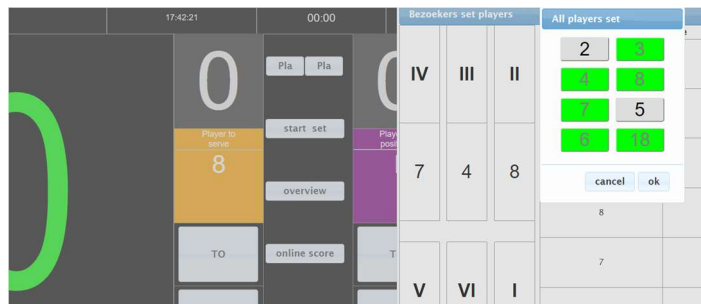 17:42:21
00:00
0
0
Pla Pla
Player to
serve
8
start set
overview
TO
online score
Bezoekers set players
IV III II
7 4 8
V VI I
All players set
2 3
4 8
7 5
6 18
cancel ok
8
7